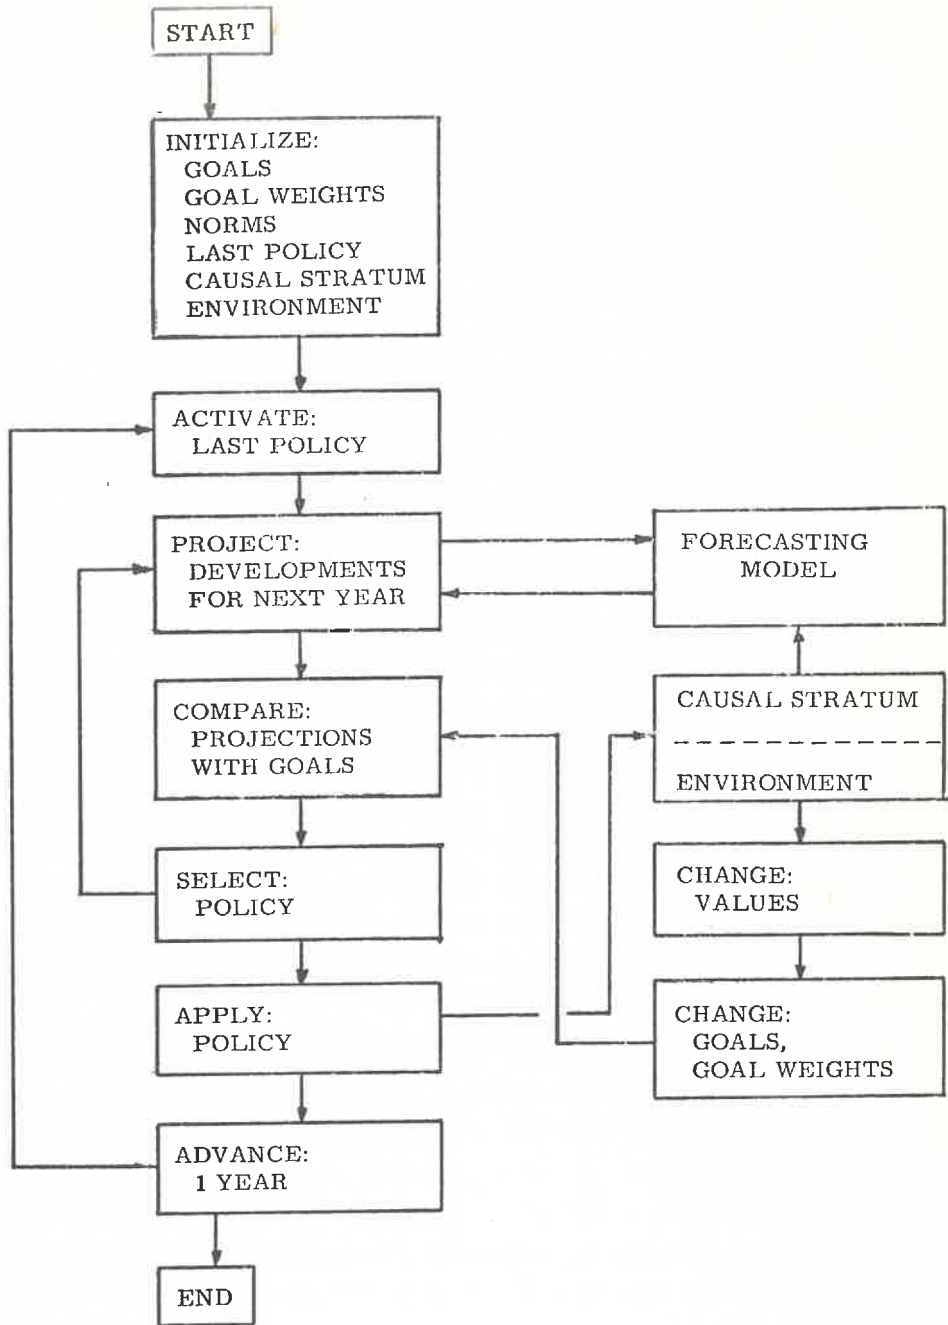 START
INITIALIZE:
GOALS
GOAL WEIGHTS
NORMS
LAST POLICY
CAUSAL STRATUM
ENVIRONMENT
ACTIVATE:
LAST POLICY
PROJECT:
DEVELOPMENTS
FOR NEXT YEAR
FORECASTING
MODEL
COMPARE:
PROJECTIONS
WITH GOALS
CAUSAL STRATUM
ENVIRONMENT
SELECT:
POLICY
CHANGE:
VALUES
APPLY:
POLICY
CHANGE:
GOALS,
GOAL WEIGHTS
ADVANCE:
1 YEAR
END